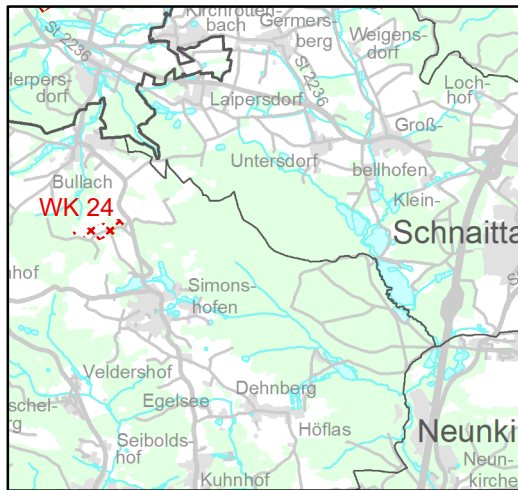 Kirchrotten-
bach
Germers-
berg
Weigens-
dorf
St 2236
St 2236
Herpers-
dorf
Laipersdorf
Loch-
hof
Groß-
bellhofen
Untersdorf
Bullach
Klein-
WK 24
Schnaitta
hof
Simons-
hofen
Veldershof
Dehnberg
Egelsee
schel-
rg
Seibolds-
hof
Höflas
Neunki
Neun-
kirche
Kuhnhof